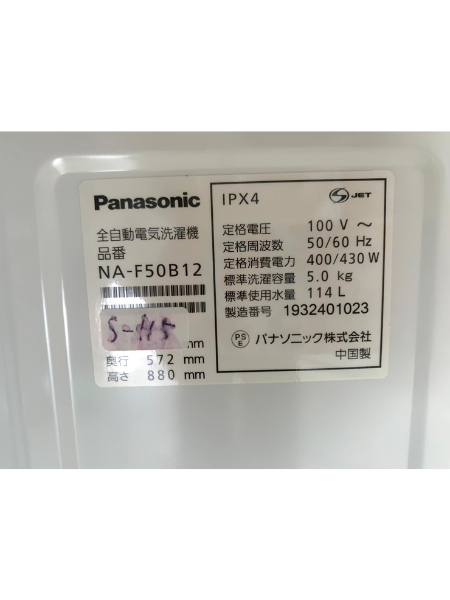 Panasonic
全自動電気洗濯機
品番
NA-F50B12
S-115
mm
奥行 572 mm
高さ 880 mm
IPX4
S JET
定格電圧 100 V ～
定格周波数 50/60 Hz
定格消費電力 400/430 W
標準洗濯容量 5.0 kg
標準使用水量 114 L
製造番号 1932401023
PS E パナソニック株式会社
中国製